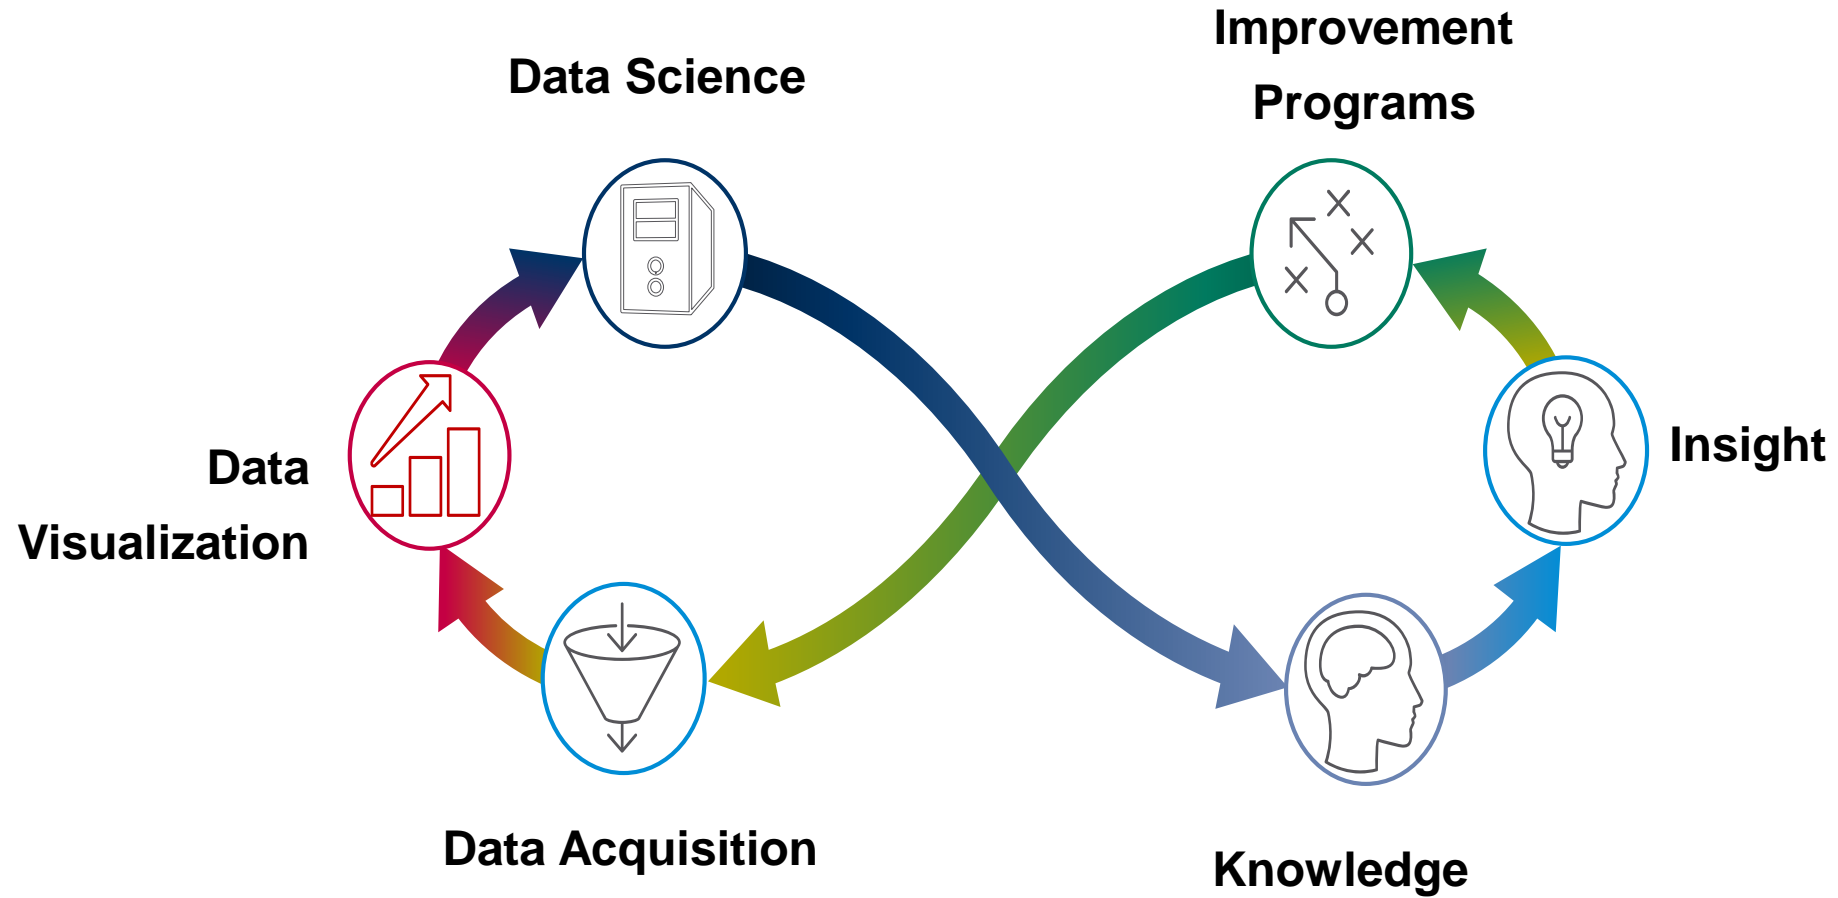 Improvement
Programs
Data Science
Data
Visualization
Insight
Data Acquisition
Knowledge